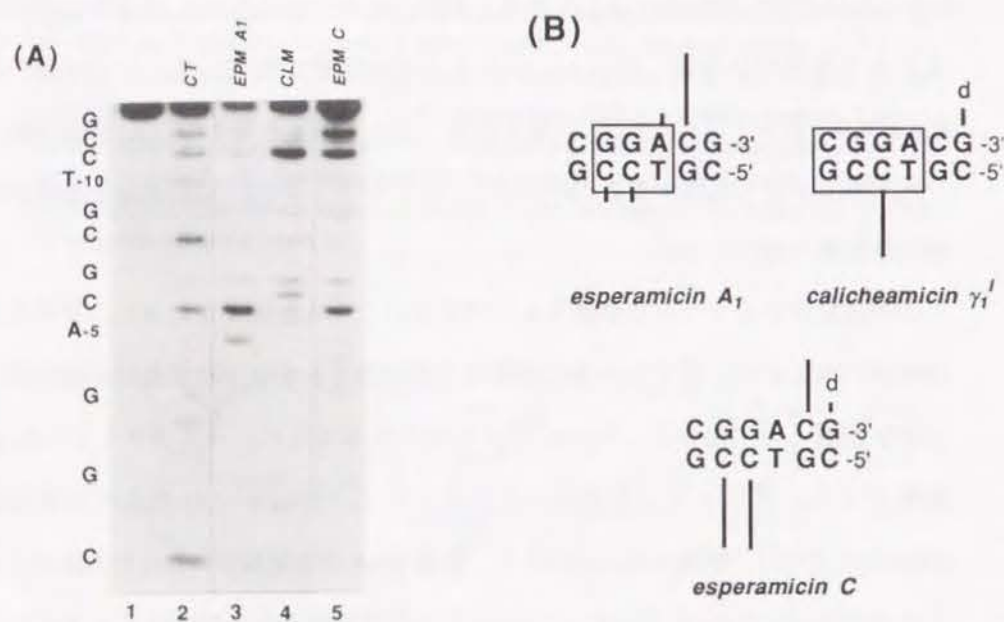 (A)
CT
EPM A1
CLM
EPM C
G
C
C
T-10
G
C
G
C
A-5
G
G
C
1 2 3 4 5
(B)
CGGACG -3'
GCCTGC -5'
esperamicin A1
d
CGGACG -3'
GCCTGC -5'
calicheamicin γ1I
d
CGGACG -3'
GCCTGC -5'
esperamicin C